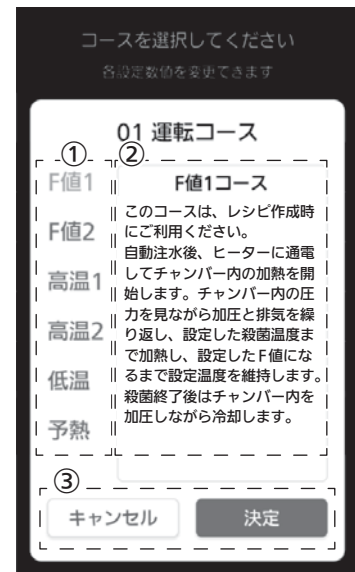 コースを選択してください
各設定数値を変更できます
01 運転コース
①
②
F値1
F値2
高温1
高温2
低温
予熱
F値1コース
このコースは、レシピ作成時
にご利用ください。
自動注水後、ヒーターに通電
してチャンバー内の加熱を開
始します。チャンバー内の圧
力を見ながら加圧と排気を繰
り返し、設定した殺菌温度ま
で加熱し、設定したF値にな
るまで設定温度を維持します。
殺菌終了後はチャンバー内を
加圧しながら冷却します。
③
キャンセル
決定